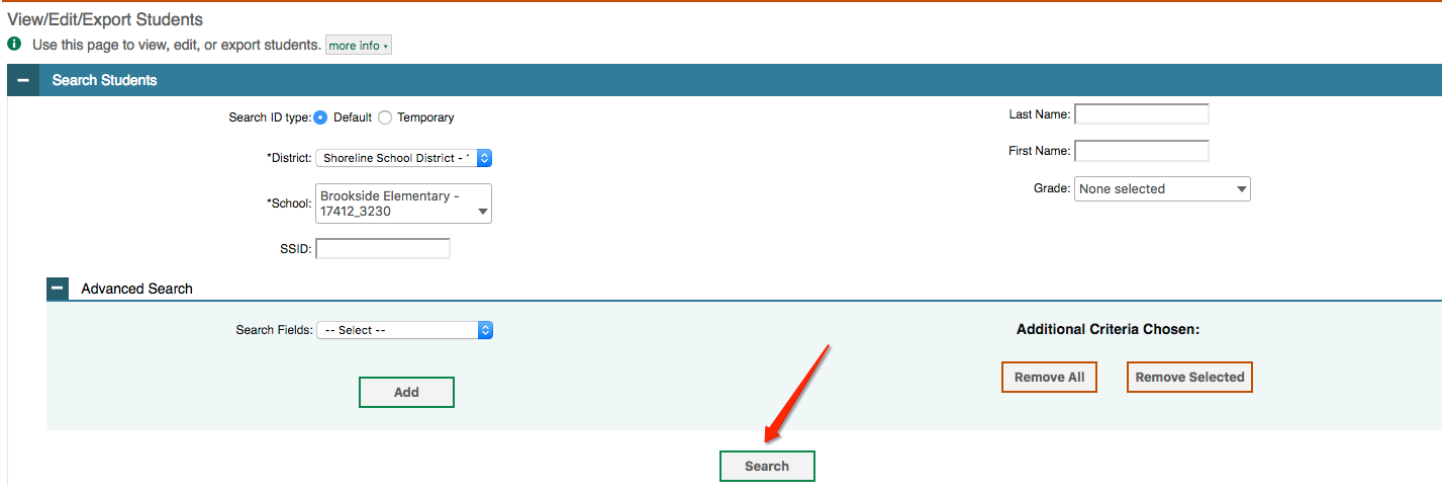 View/Edit/Export Students
Use this page to view, edit, or export students. more info
Search Students
Search ID type: Default Temporary
*District: Shoreline School District -
*School: Brookside Elementary -
17412_3230
SSID:
Last Name:
First Name:
Grade: None selected
Advanced Search
Search Fields: -- Select --
Add
Additional Criteria Chosen:
Remove All Remove Selected
Search